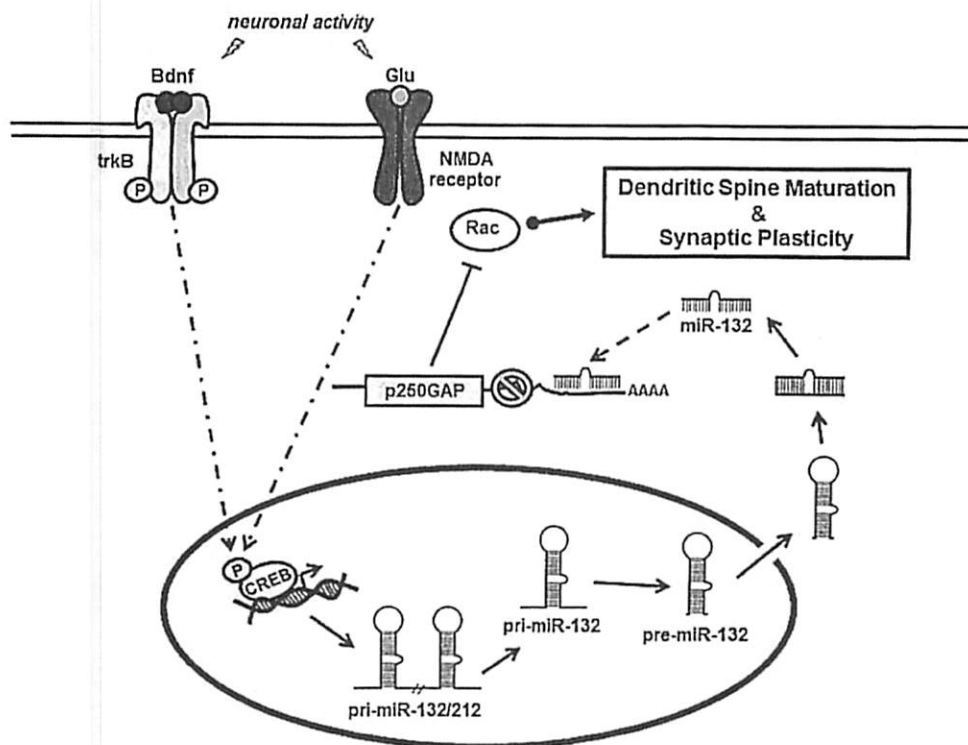 neuronal activity
Bdnf
Glu
trkB
P
P
NMDA
receptor
Rac
Dendritic Spine Maturation
&
Synaptic Plasticity
miR-132
p250GAP
AAAA
P
CREB
pri-miR-132
pre-miR-132
pri-miR-132/212